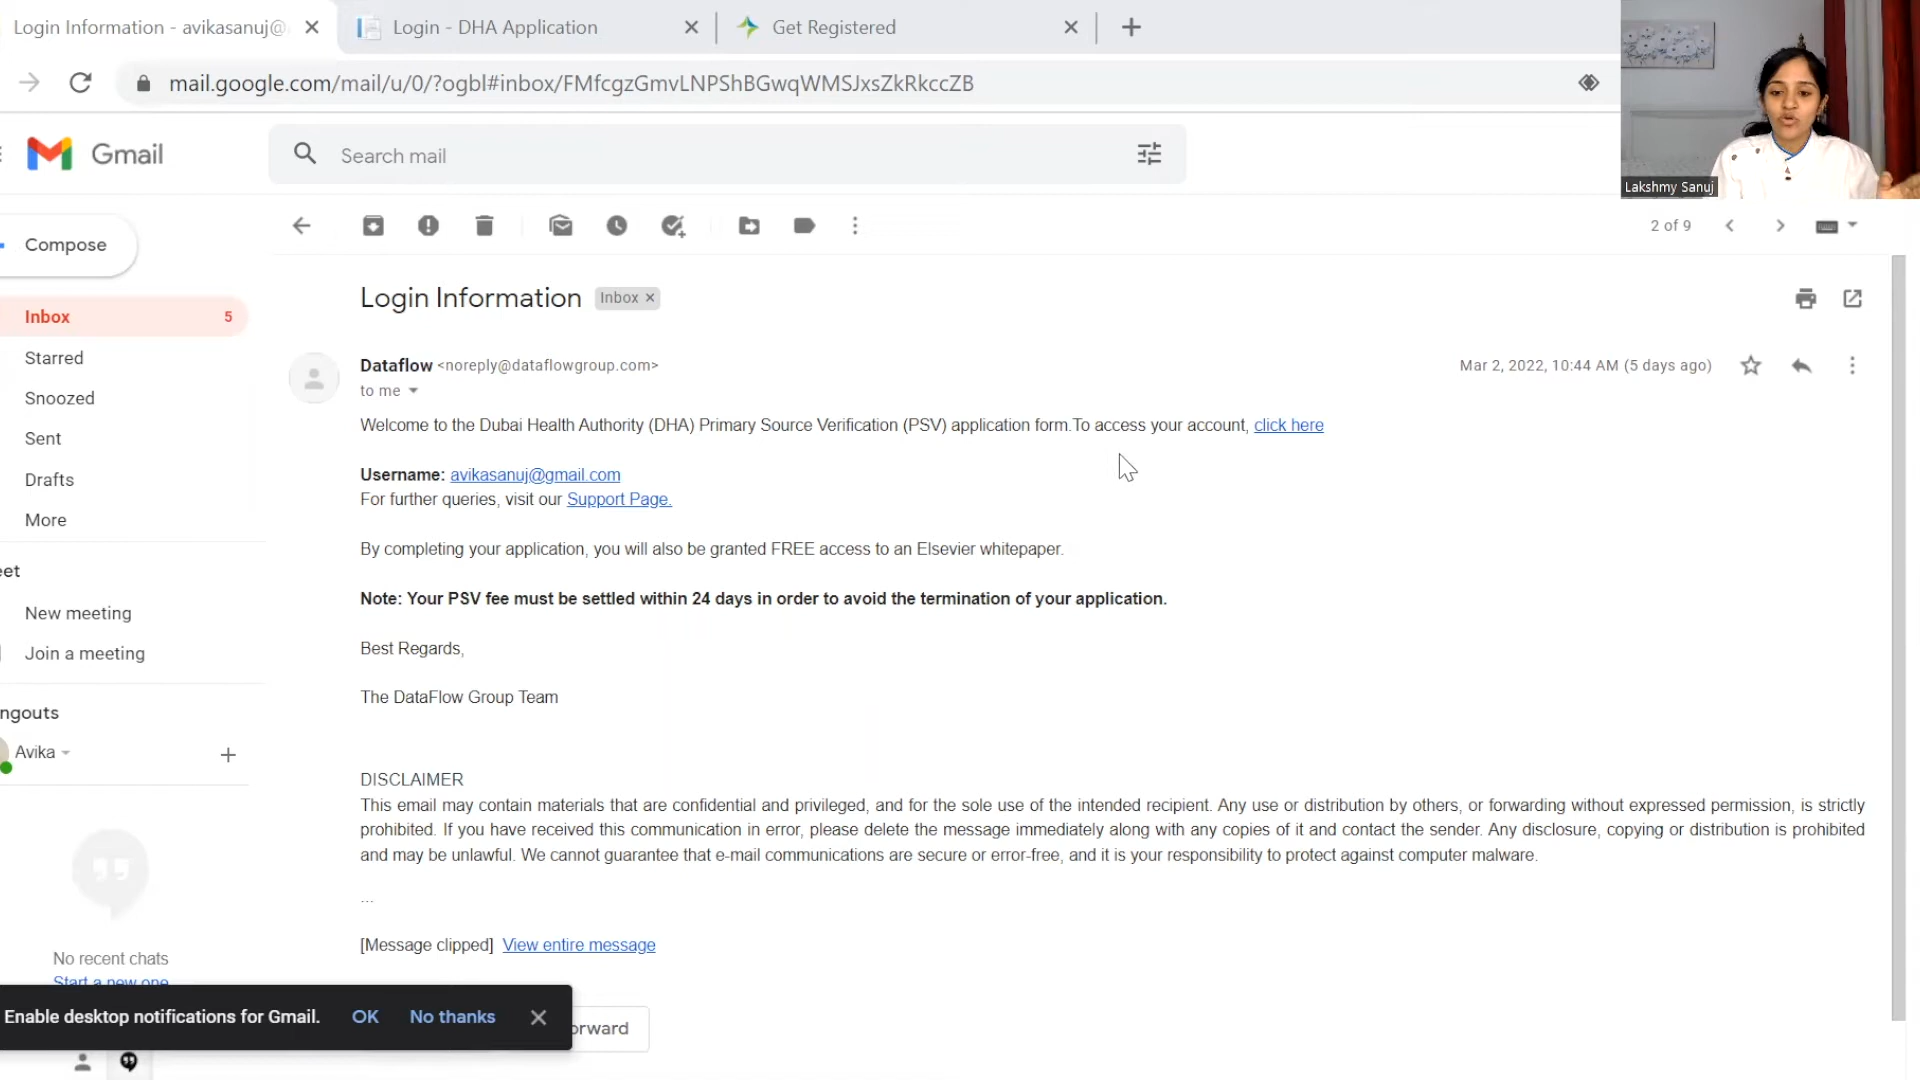 Login Information - avikasanuj@
Login - DHA Application
Get Registered
mail.google.com/mail/u/0/?ogbl#inbox/FMfcgzGmvLNPShBGwqWMSJxsZkRkccZB
Lakshmy Sanuj
Gmail
Search mail
2 of 9
Compose
Inbox 5
Starred
Snoozed
Sent
Drafts
More
eet
New meeting
Join a meeting
ngouts
Avika
No recent chats
Start a new one
Login Information Inbox
Dataflow <noreply@dataflowgroup.com>
Mar 2, 2022, 10:44 AM (5 days ago)
to me
Welcome to the Dubai Health Authority (DHA) Primary Source Verification (PSV) application form.To access your account, click here
Username: avikasanuj@gmail.com
For further queries, visit our Support Page.
By completing your application, you will also be granted FREE access to an Elsevier whitepaper.
Note: Your PSV fee must be settled within 24 days in order to avoid the termination of your application.
Best Regards,
The DataFlow Group Team
DISCLAIMER
This email may contain materials that are confidential and privileged, and for the sole use of the intended recipient. Any use or distribution by others, or forwarding without expressed permission, is strictly
prohibited. If you have received this communication in error, please delete the message immediately along with any copies of it and contact the sender. Any disclosure, copying or distribution is prohibited
and may be unlawful. We cannot guarantee that e-mail communications are secure or error-free, and it is your responsibility to protect against computer malware.
...
[Message clipped] View entire message
Enable desktop notifications for Gmail. OK No thanks
orward